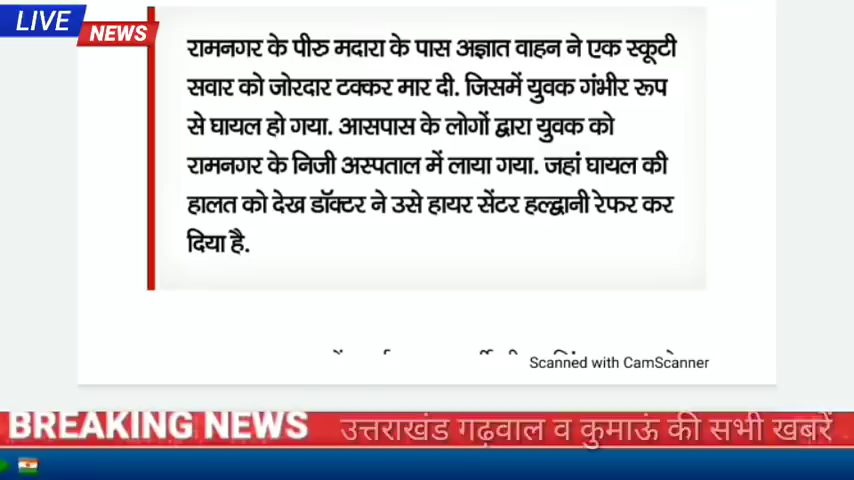 LIVE
NEWS
रामनगर के पीरु मदारा के पास अज्ञात वाहन ने एक स्कूटी
सवार को जोरदार टक्कर मार दी. जिसमें युवक गंभीर रूप
से घायल हो गया. आसपास के लोगों द्वारा युवक को
रामनगर के निजी अस्पताल में लाया गया. जहां घायल की
हालत को देख डॉक्टर ने उसे हायर सेंटर हल्द्वानी रेफर कर
दिया है.
Scanned with CamScanner
BREAKING NEWS
उत्तराखंड गढ़वाल व कुमाऊं की सभी खबरें